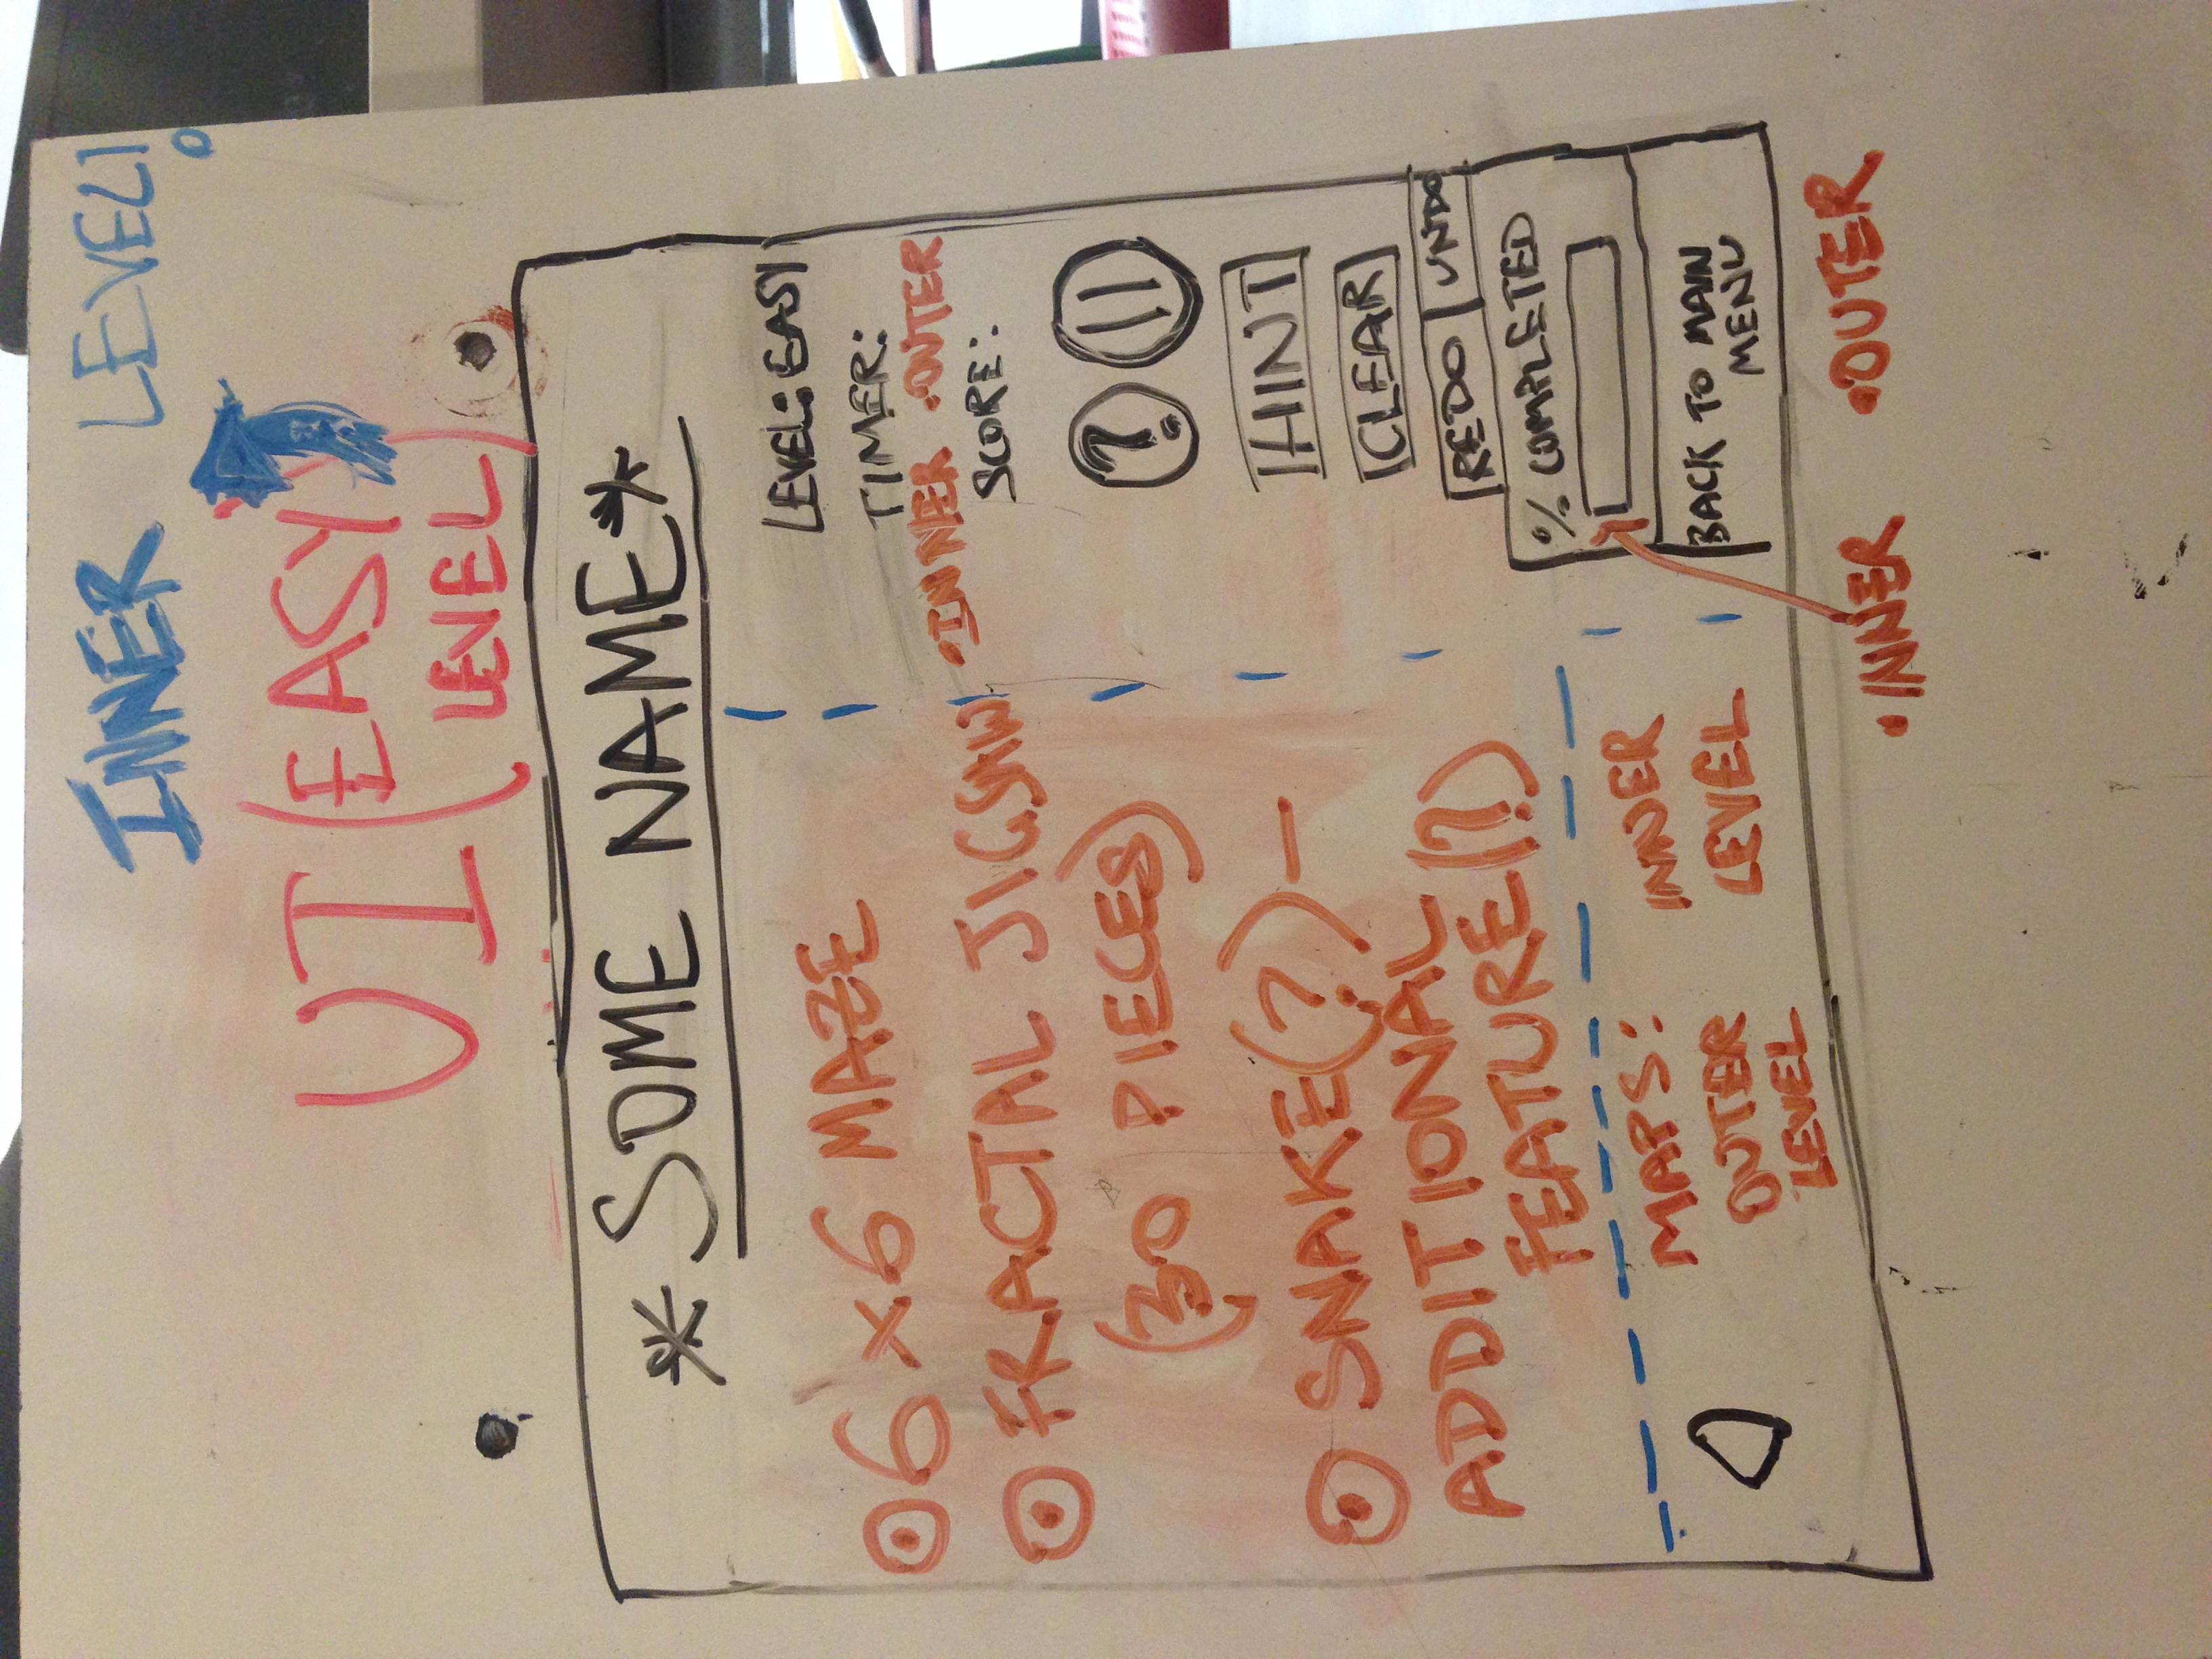 INNER LEVEL!
UI (EASY
LEVEL)
* SOME NAME *
⊙ 6 × 6 MAZE
⊙ FRACTAL JIGSAW
(30 PIECES)
⊙ SNAKE(?) —
ADDITIONAL
FEATURE(?)
MAPS:
OUTER
LEVEL
INNER
LEVEL
LEVEL: EASY
TIMER:
• INNER • OUTER
SCORE:
? ||
HINT
CLEAR
REDO UNDO
% COMPLETED
BACK TO MAIN
MENU
• INNER • OUTER